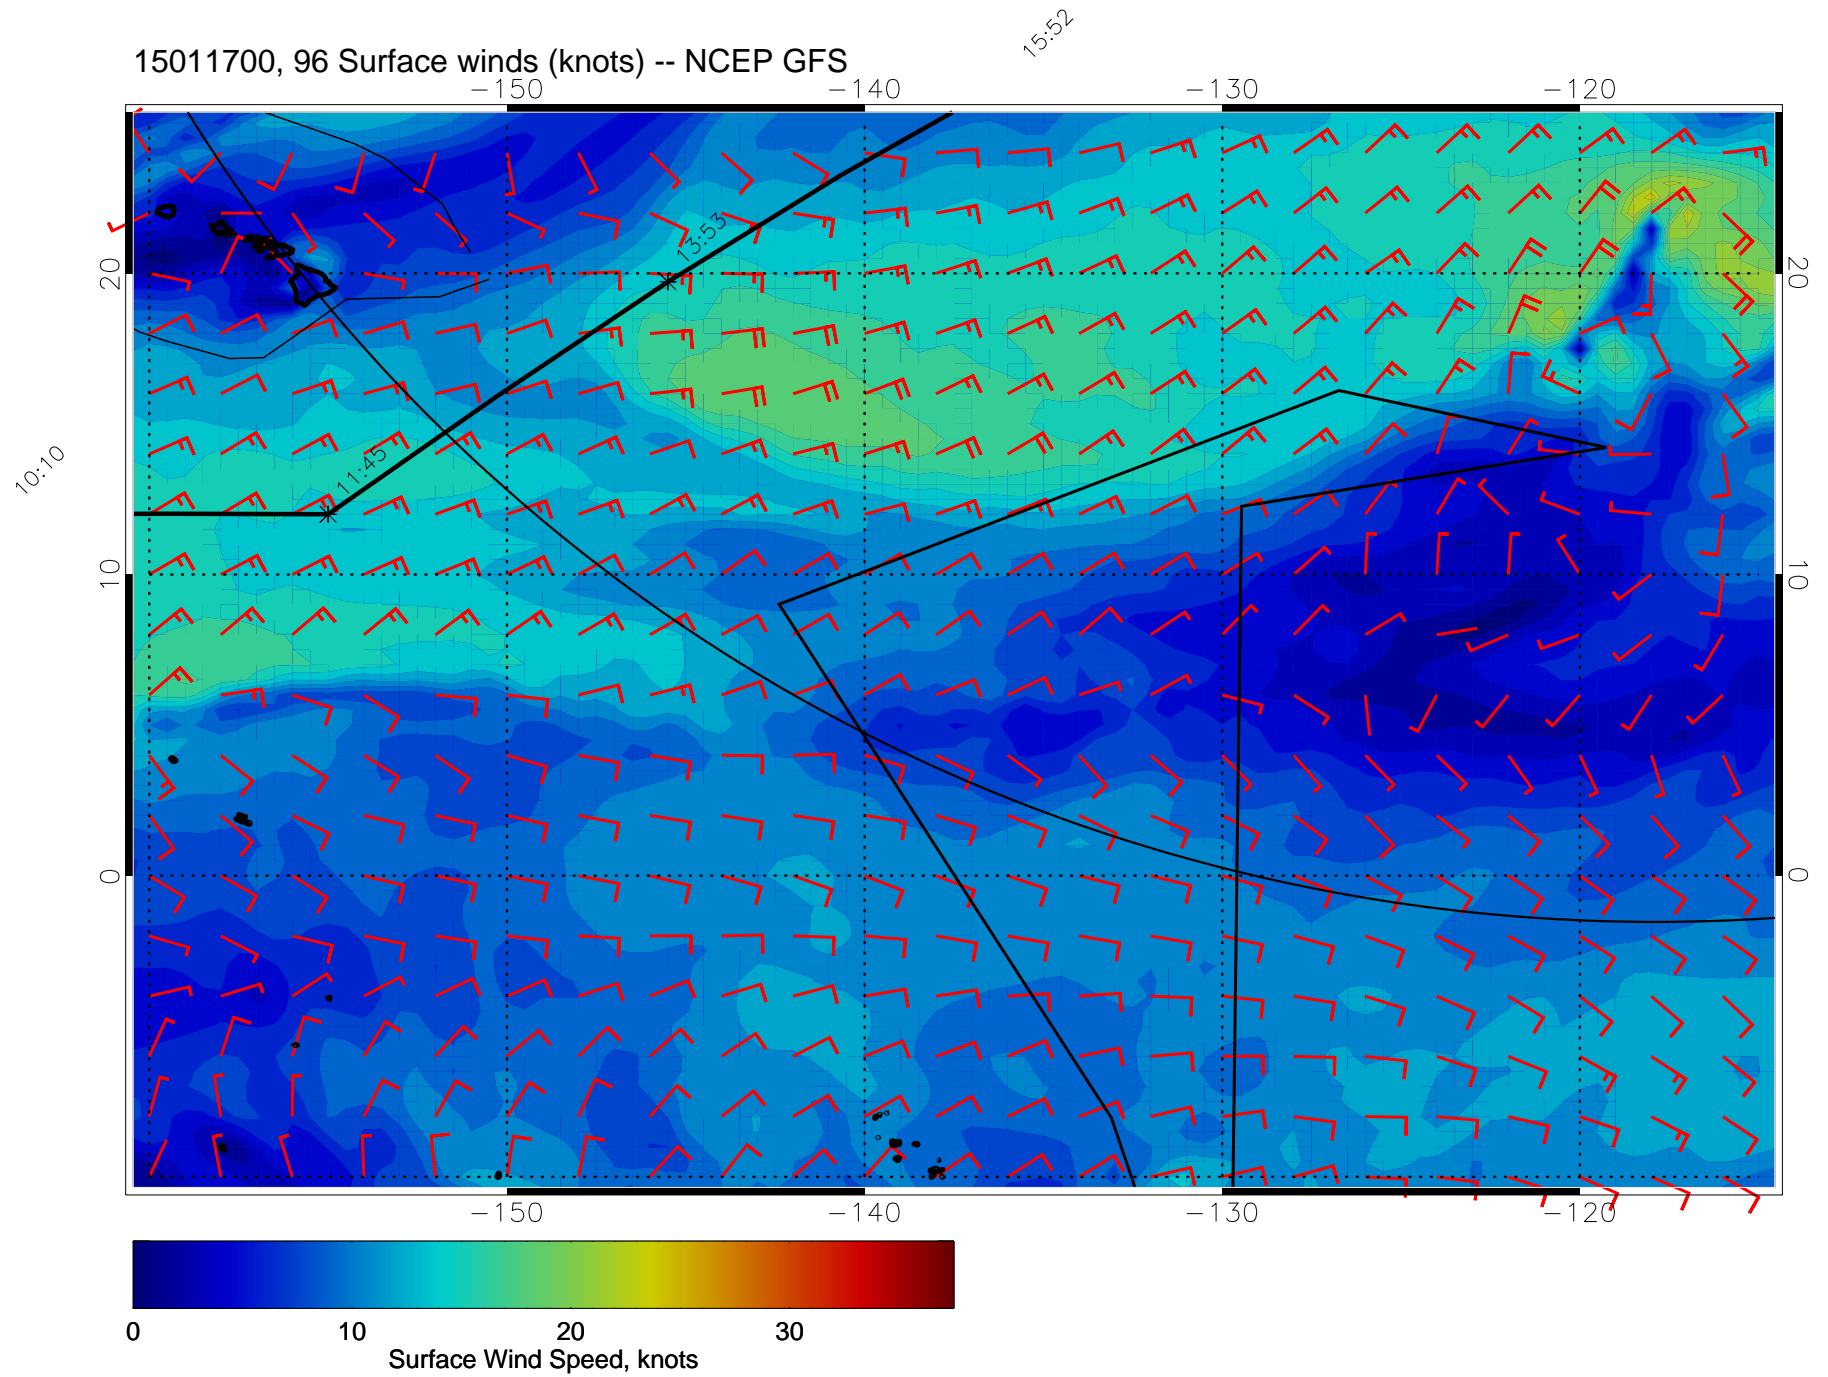 15:52
15011700, 96 Surface winds (knots) -- NCEP GFS
-150 -140 -130 -120
13:53
20 20
11:45
10:10
10 10
0 0
-150 -140 -130 -120
0 10 20 30
Surface Wind Speed, knots